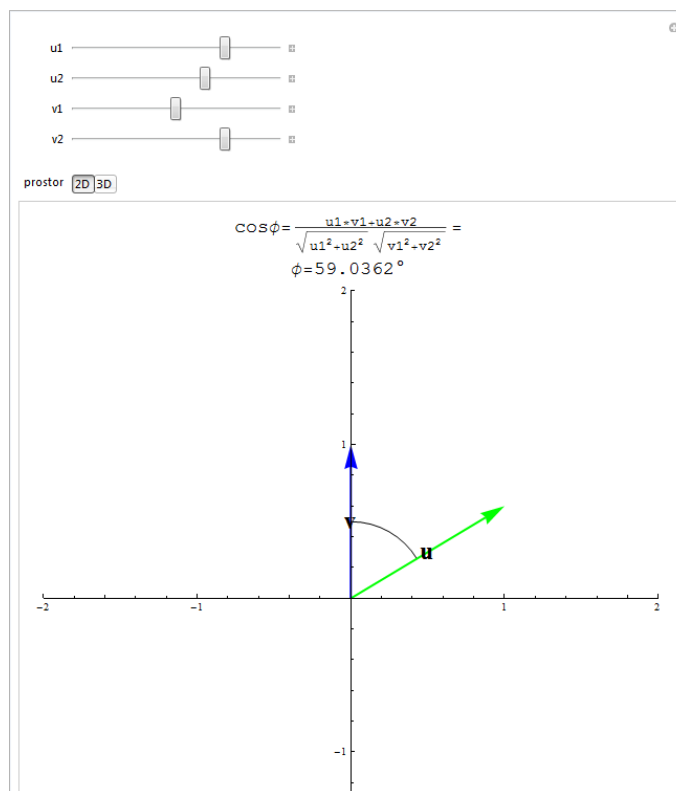 u1
u2
v1
v2
prostor 2D 3D
cosϕ= u1*v1+u2*v2 / √(u1²+u2²) √(v1²+v2²) =
ϕ=59.0362°
2
1
v
u
-2 -1 1 2
-1